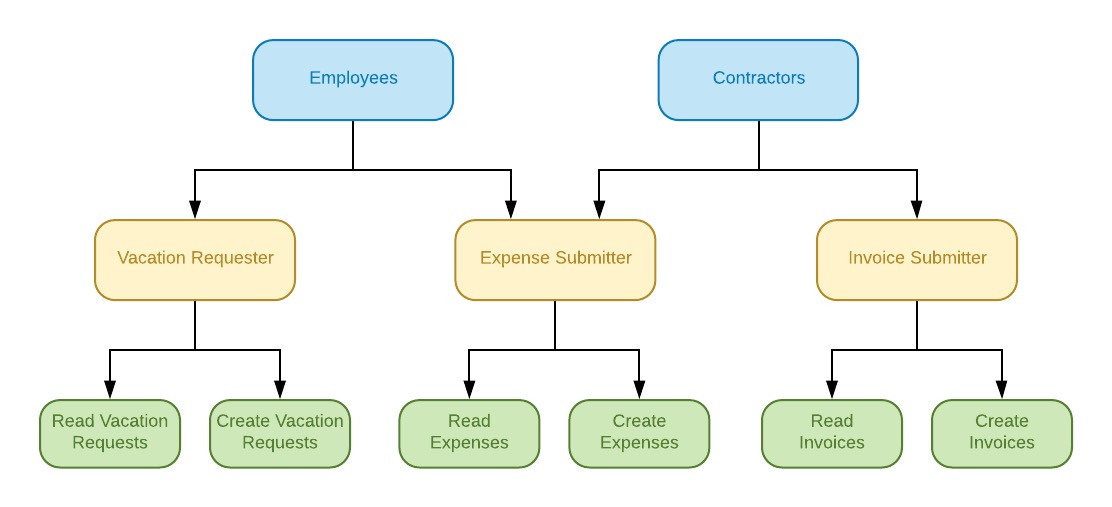 Employees
Contractors
Vacation Requester
Expense Submitter
Invoice Submitter
Read Vacation
Requests
Create Vacation
Requests
Read
Expenses
Create
Expenses
Read
Invoices
Create
Invoices